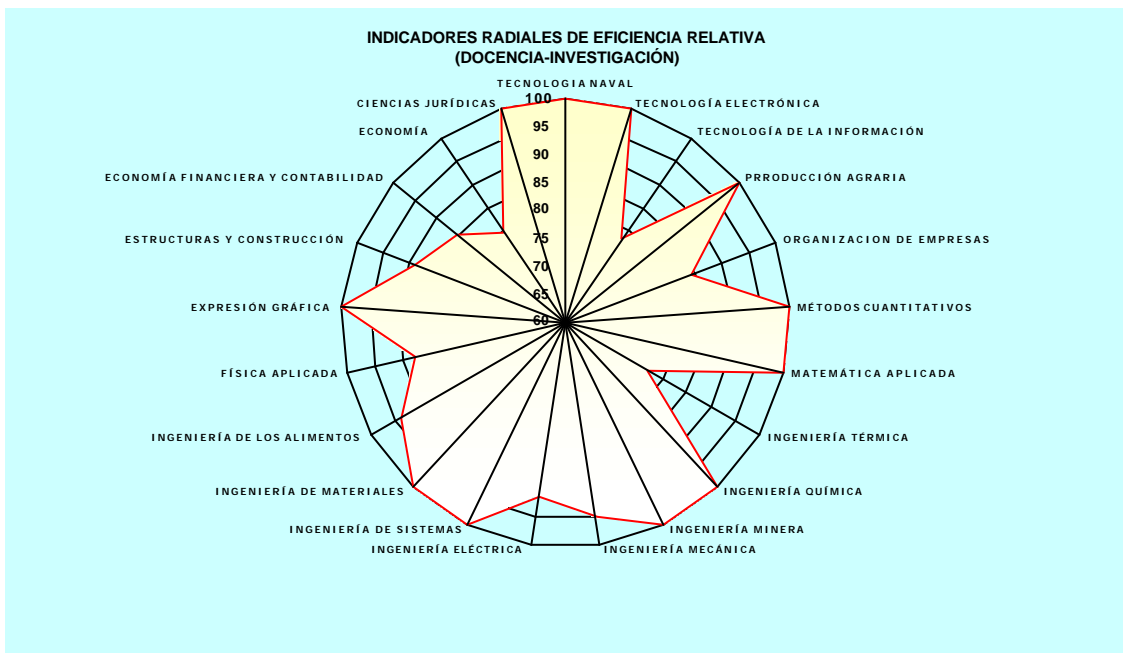 INDICADORES RADIALES DE EFICIENCIA RELATIVA
(DOCENCIA-INVESTIGACIÓN)
TECNOLOGIA NAVAL
CIENCIAS JURÍDICAS
100
TECNOLOGÍA ELECTRÓNICA
ECONOMÍA
95
TECNOLOGÍA DE LA INFORMACIÓN
90
ECONOMÍA FINANCIERA Y CONTABILIDAD
85
PRRODUCCIÓN AGRARIA
80
ESTRUCTURAS Y CONSTRUCCIÓN
75
ORGANIZACION DE EMPRESAS
70
65
EXPRESIÓN GRÁFICA
MÉTODOS CUANTITATIVOS
60
FÍSICA APLICADA
MATEMÁTICA APLICADA
INGENIERÍA DE LOS ALIMENTOS
INGENIERÍA TÉRMICA
INGENIERÍA DE MATERIALES
INGENIERÍA QUÍMICA
INGENIERÍA DE SISTEMAS
INGENIERÍA MINERA
INGENIERÍA ELÉCTRICA
INGENIERÍA MECÁNICA